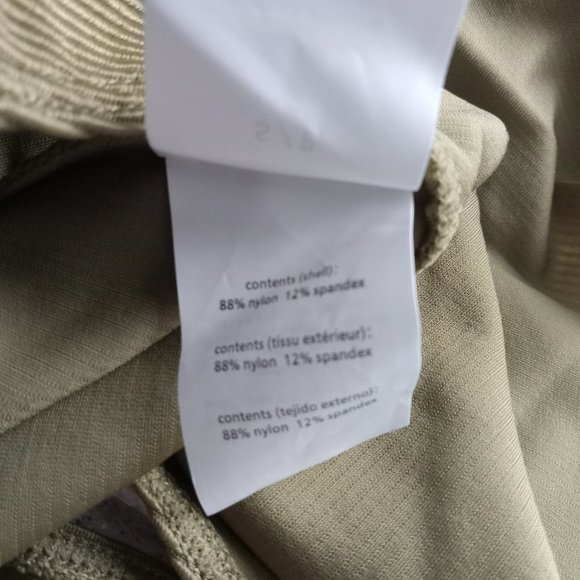 contents (shell):
88% nylon 12% spandex
contents (tissu extérieur):
88% nylon 12% spandex
contents (tejido externo):
88% nylon 12% spandex